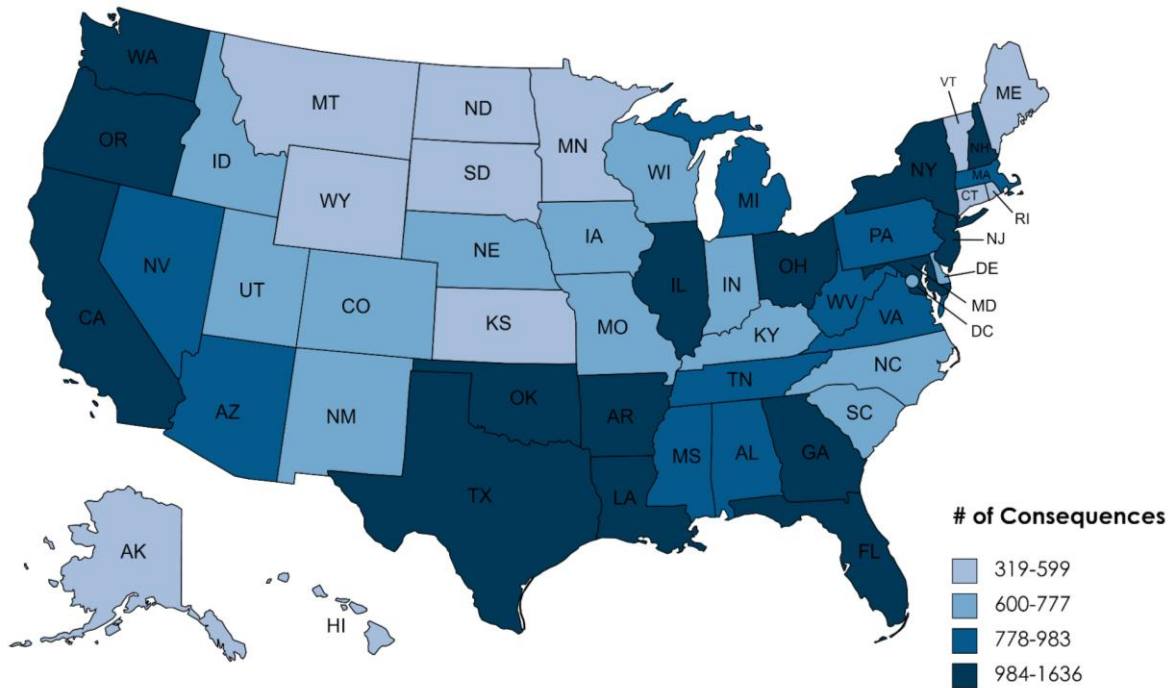 WA
MT
ND
MN
VT
ME
OR
ID
SD
WI
NY
NH
MA
WY
MI
CT
RI
NE
IA
PA
NJ
NV
UT
CO
IL
IN
OH
DE
CA
KS
MO
WV
VA
MD
KY
DC
AZ
NM
OK
AR
TN
NC
SC
MS
AL
GA
TX
LA
FL
AK
HI
# of Consequences
319-599
600-777
778-983
984-1636